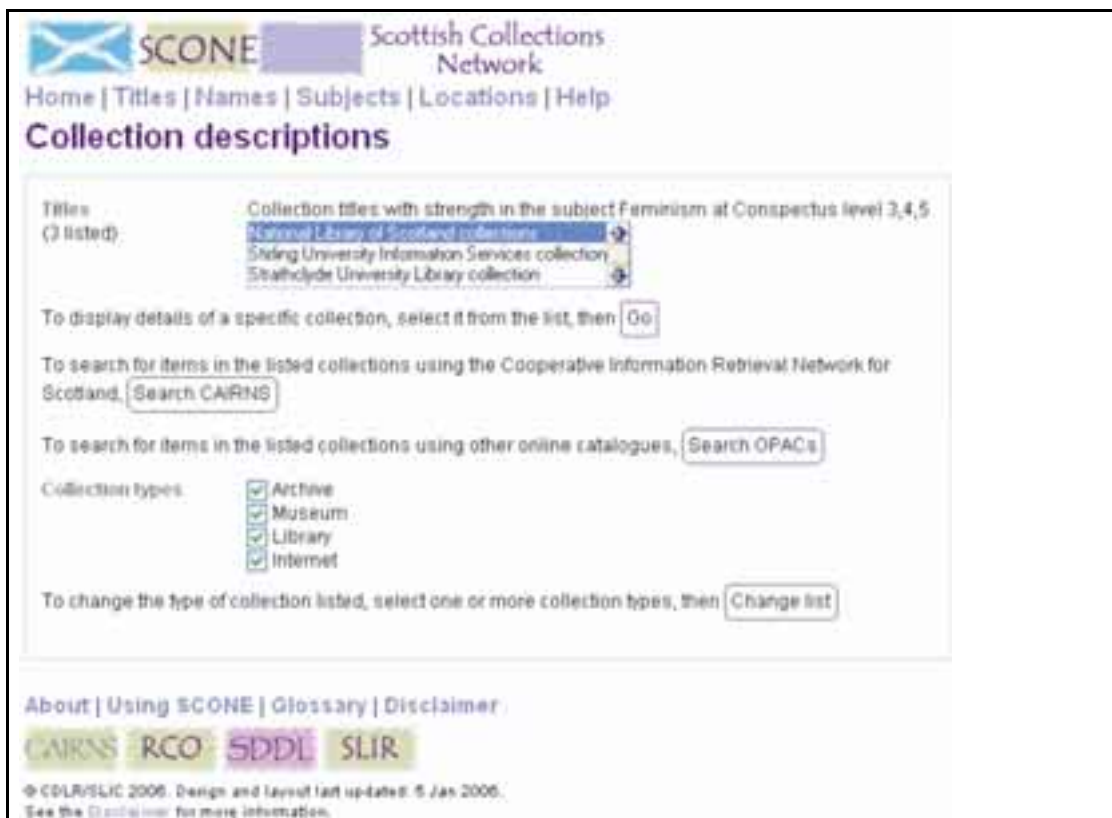 SCONE Scottish Collections
Network
Home | Titles | Names | Subjects | Locations | Help
Collection descriptions
Titles Collection titles with strength in the subject Feminism at Conspectus level 3,4,5
(3 listed) National Library of Scotland collections
Stirling University Information Services collection
Strathclyde University Library collection
To display details of a specific collection, select it from the list, then Go
To search for items in the listed collections using the Cooperative Information Retrieval Network for
Scotland, Search CAIRNS
To search for items in the listed collections using other online catalogues, Search OPACs
Collection types Archive
Museum
Library
Internet
To change the type of collection listed, select one or more collection types, then Change list
About | Using SCONE | Glossary | Disclaimer
CAIRNS RCO SDDL SLIR
© CDLR/SLIC 2006. Design and layout last updated: 5 Jan 2006.
See the Disclaimer for more information.